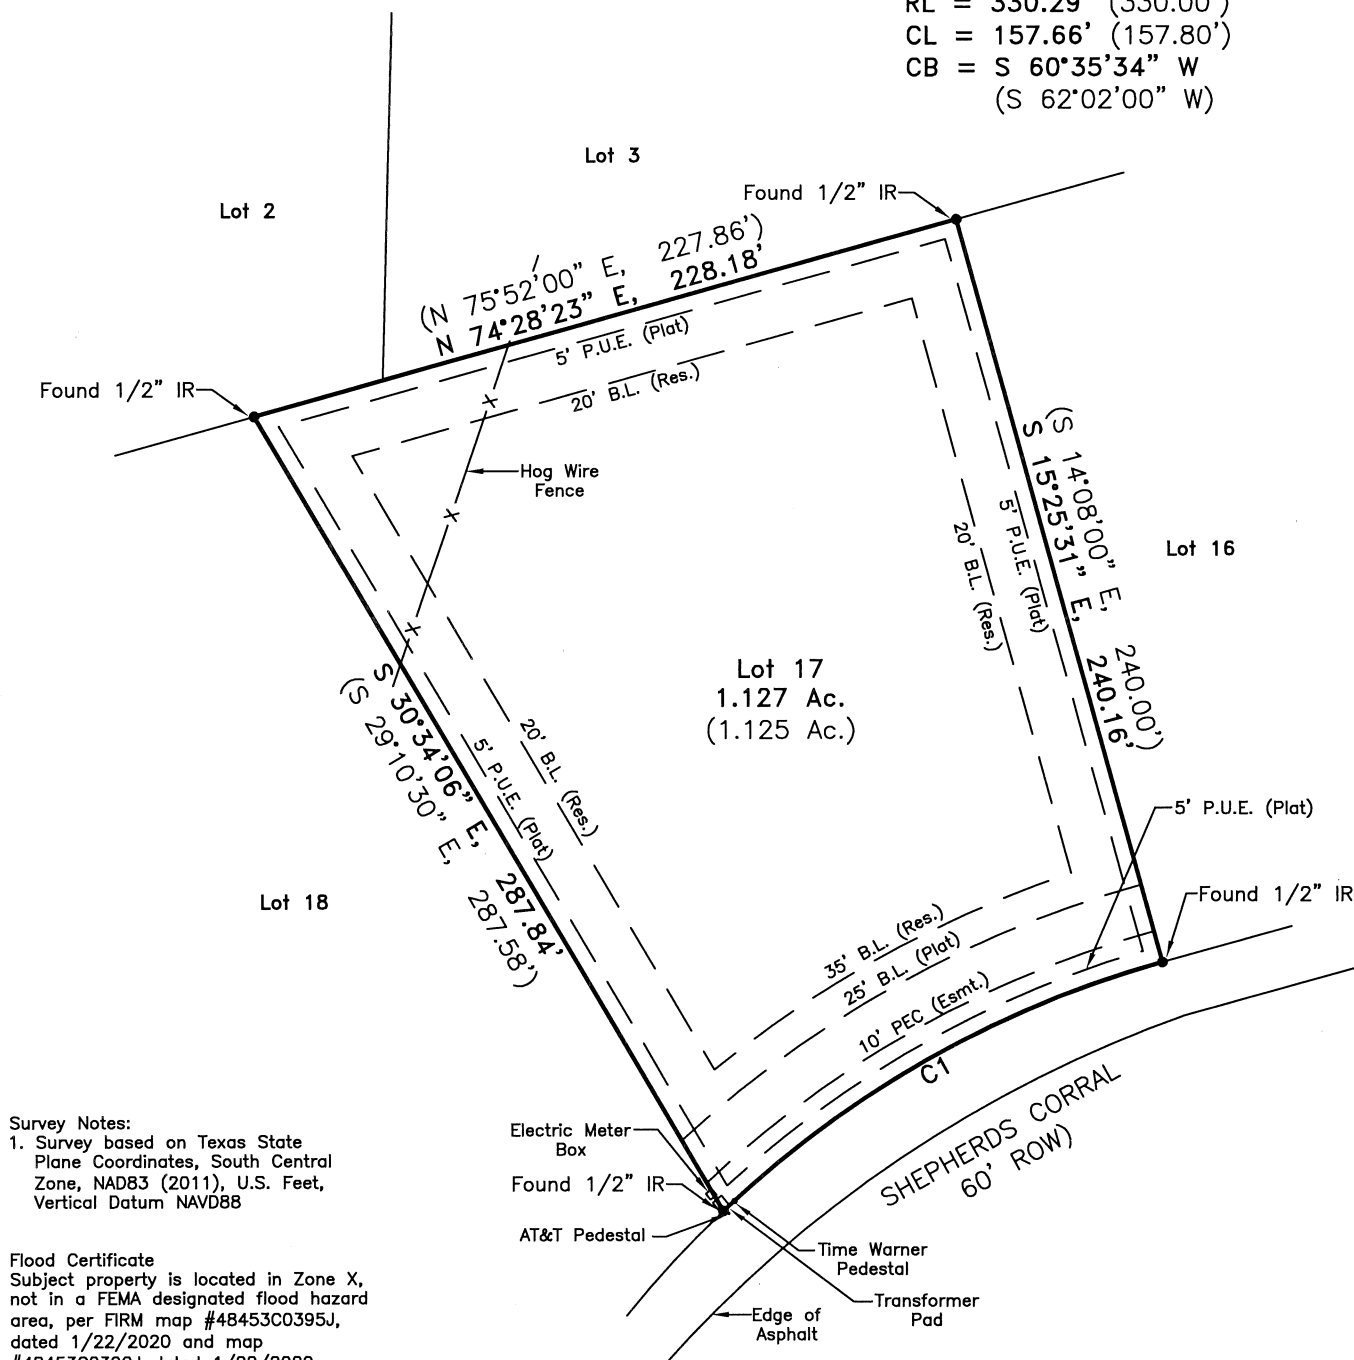 RL = 330.29' (330.00')
CL = 157.66' (157.80')
CB = S 60°35'34" W
(S 62°02'00" W)
Lot 3
Lot 2
Found 1/2" IR
(N 75°52'00" E, 227.86')
N 74°28'23" E, 228.18'
5' P.U.E. (Plat)
20' B.L. (Res.)
Found 1/2" IR
Hog Wire
Fence
(S 14°08'00" E, 240.00')
S 15°25'31" E, 240.16'
5' P.U.E. (Plat)
20' B.L. (Res.)
Lot 16
Lot 17
1.127 Ac.
(1.125 Ac.)
S 30°34'06" E, 287.84'
(S 29°10'30" E, 287.58')
20' B.L. (Res.)
5' P.U.E. (Plat)
5' P.U.E. (Plat)
Lot 18
Found 1/2" IR
35' B.L. (Res.)
25' B.L. (Plat)
10' PEC (Esmt.)
C1
SHEPHERDS CORRAL
60' ROW)
Electric Meter
Box
Found 1/2" IR
AT&T Pedestal
Time Warner
Pedestal
Transformer
Pad
Edge of
Asphalt
Survey Notes:
1. Survey based on Texas State
Plane Coordinates, South Central
Zone, NAD83 (2011), U.S. Feet,
Vertical Datum NAVD88
Flood Certificate
Subject property is located in Zone X,
not in a FEMA designated flood hazard
area, per FIRM map #48453C0395J,
dated 1/22/2020 and map